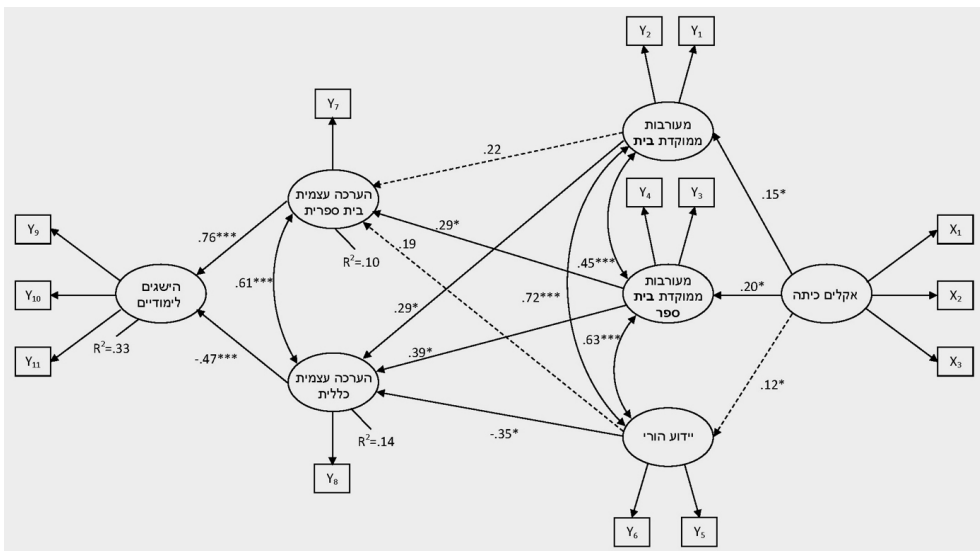 Y₂
Y₁
מעורבות
ממוקדת בית
Y₇
.22
Y₄
Y₃
.15*
הערכה עצמית
בית ספרית
.29*
.19
R²=.10
.76***
.45***
Y₉
X₁
.61***
.72***
.29*
מעורבות
ממוקדת בית
ספר
.20*
אקלים כיתה
הישגים
לימודיים
Y₁₀
X₂
.63***
R²=.33
Y₁₁
-.47***
.39*
X₃
הערכה עצמית
כללית
.12*
R²=.14
-.35*
יידוע הורי
Y₈
Y₆
Y₅